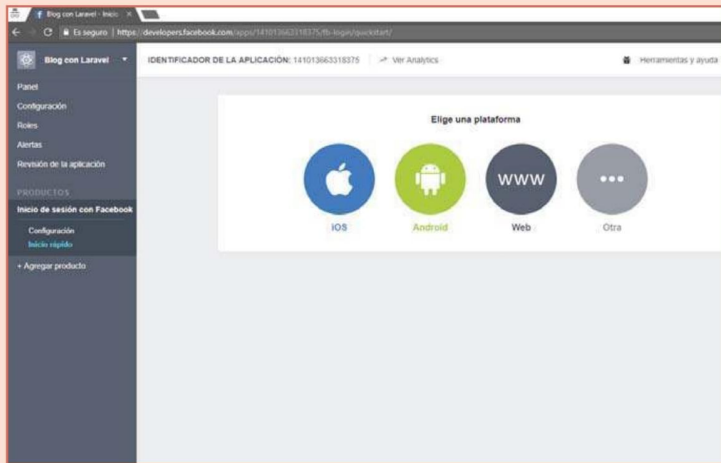 Blog con Laravel - Inicio
Es seguro | https://developers.facebook.com/apps/141013663318375/fb-login/quickstart/
Blog con Laravel
IDENTIFICADOR DE LA APLICACIÓN: 141013663318375
Ver Analytics
Herramientas y ayuda
Panel
Configuración
Roles
Alertas
Revisión de la aplicación
PRODUCTOS
Inicio de sesión con Facebook
Configuración
Inicio rápido
+ Agregar producto
Elige una plataforma
WWW
iOS
Android
Web
Otra